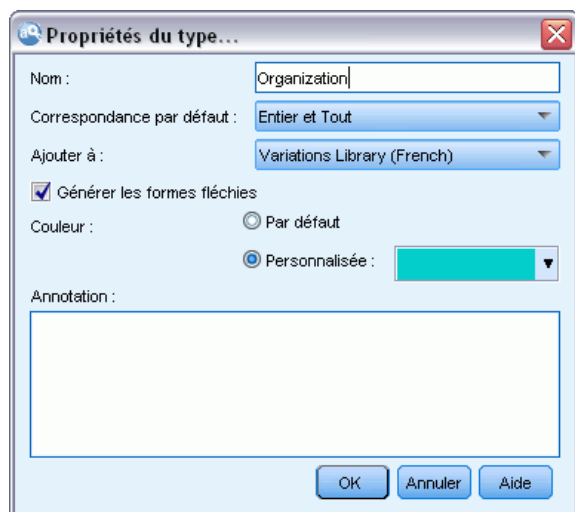 Propriétés du type...
Nom : Organization
Correspondance par défaut : Entier et Tout
Ajouter à : Variations Library (French)
Générer les formes fléchies
Couleur : Par défaut
Personnalisée :
Annotation :
OK Annuler Aide